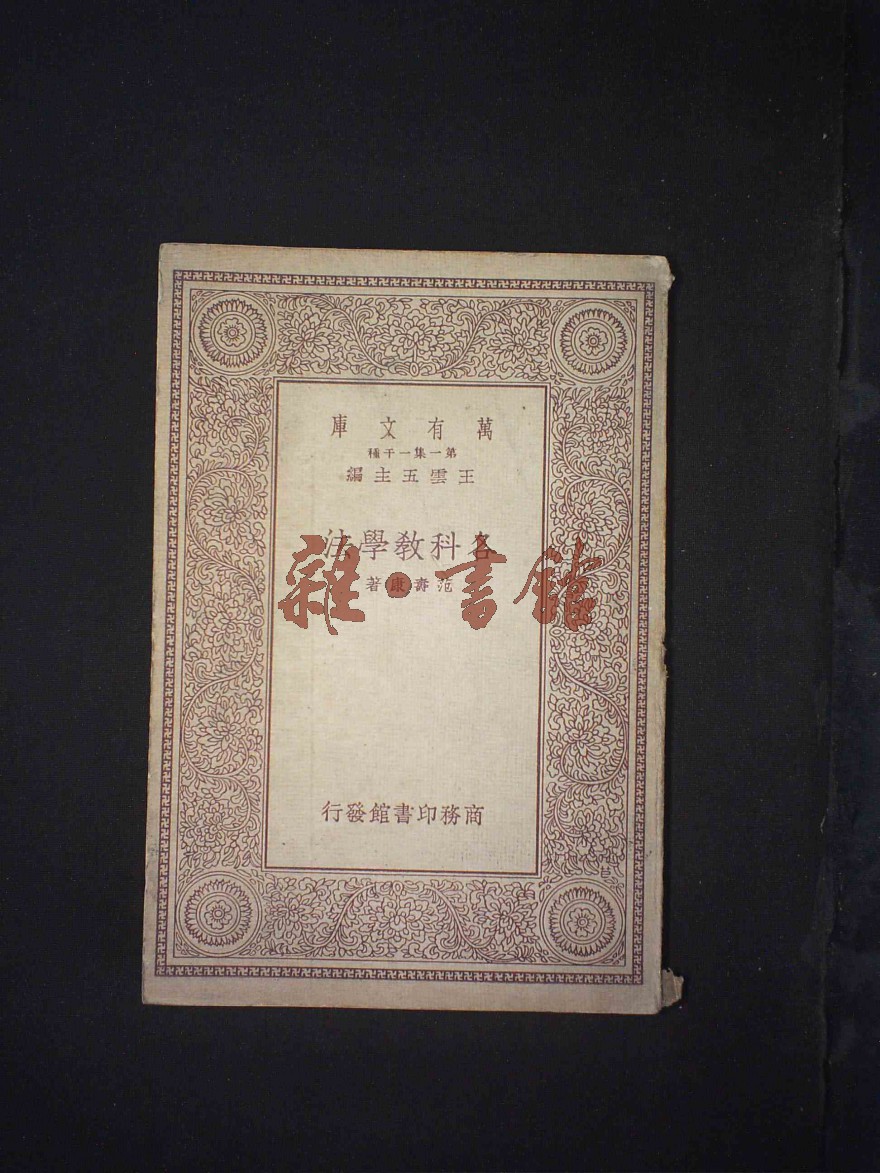 萬有文庫
第一集一千種
王雲五主編
各科教學法
范壽康著
雜·書館
商務印書館發行